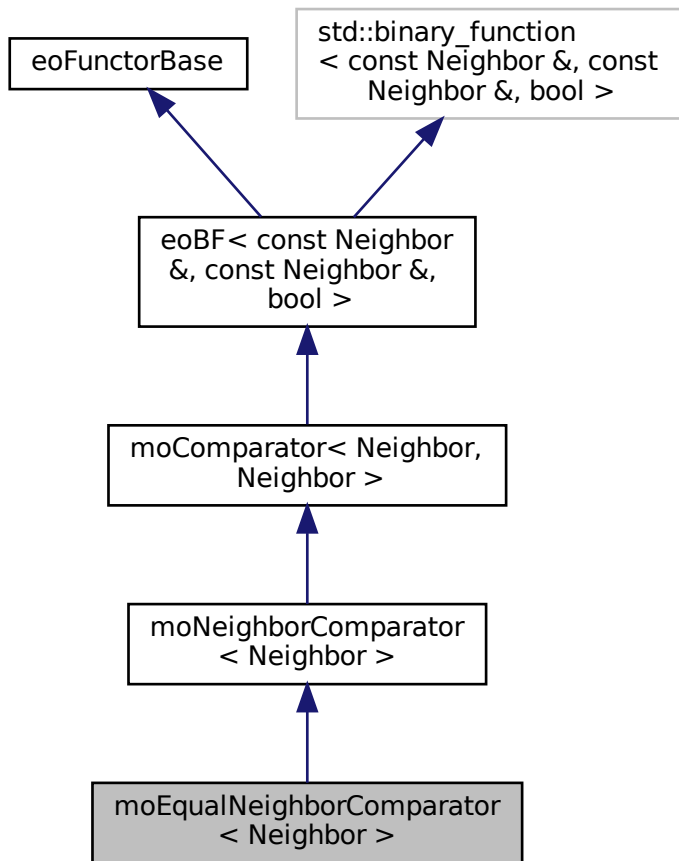 eoFunctorBase
std::binary_function
< const Neighbor &, const
Neighbor &, bool >
eoBF< const Neighbor
&, const Neighbor &,
bool >
moComparator< Neighbor,
Neighbor >
moNeighborComparator
< Neighbor >
moEqualNeighborComparator
< Neighbor >